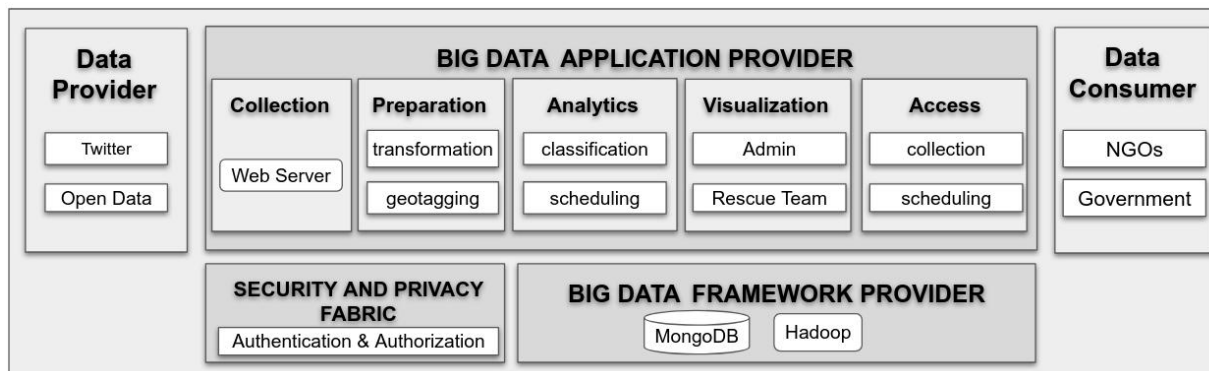 Data
Provider
Twitter
Open Data
BIG DATA APPLICATION PROVIDER
Collection
Web Server
Preparation
transformation
geotagging
Analytics
classification
scheduling
Visualization
Admin
Rescue Team
Access
collection
scheduling
Data
Consumer
NGOs
Government
SECURITY AND PRIVACY
FABRIC
Authentication & Authorization
BIG DATA FRAMEWORK PROVIDER
MongoDB
Hadoop